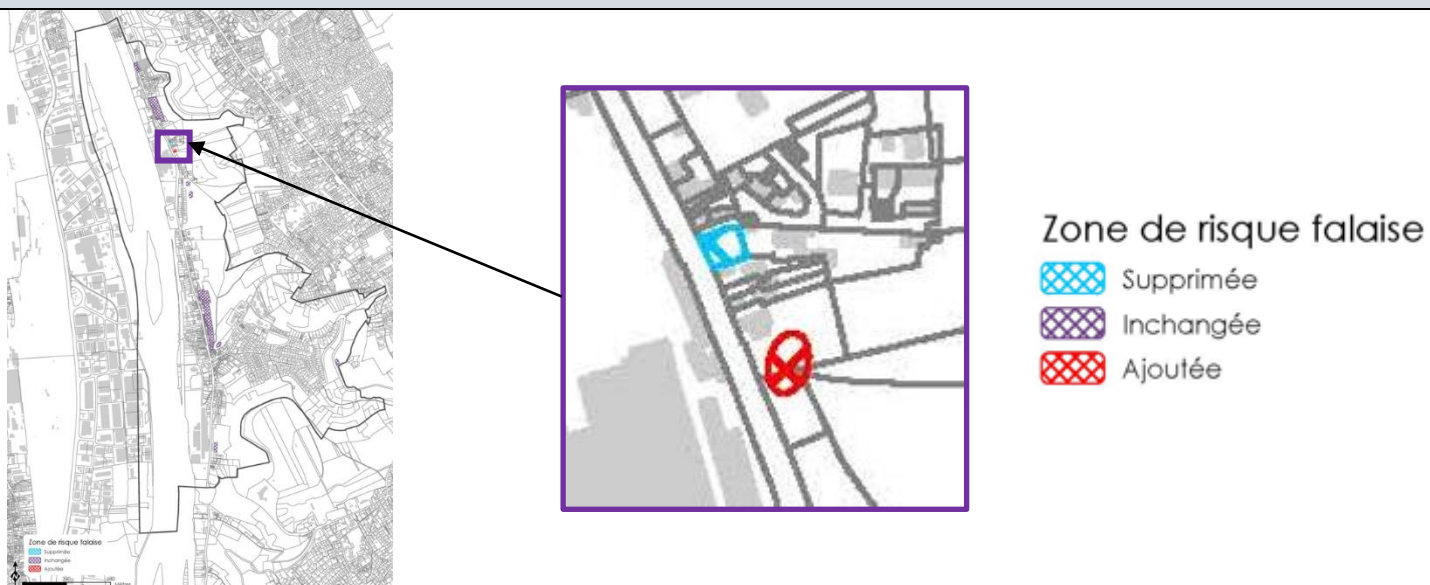 Zone de risque falaise
Supprimée
Inchangée
Ajoutée
Zone de risque falaise
Supprimée
Inchangée
Ajoutée